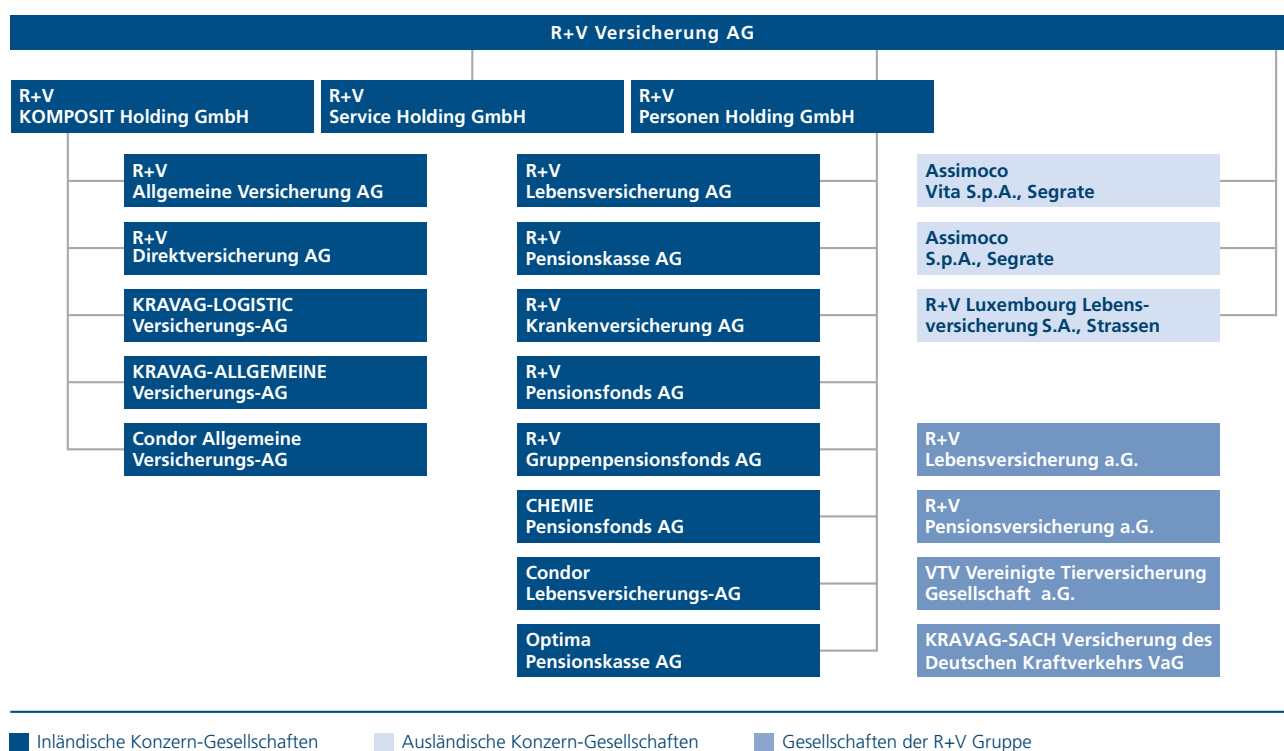 R+V Versicherung AG
R+V
KOMPOSIT Holding GmbH
R+V
Service Holding GmbH
R+V
Personen Holding GmbH
R+V
Allgemeine Versicherung AG
R+V
Direktversicherung AG
KRAVAG-LOGISTIC
Versicherungs-AG
KRAVAG-ALLGEMEINE
Versicherungs-AG
Condor Allgemeine
Versicherungs-AG
R+V
Lebensversicherung AG
R+V
Pensionskasse AG
R+V
Krankenversicherung AG
R+V
Pensionsfonds AG
R+V
Gruppenpensionsfonds AG
CHEMIE
Pensionsfonds AG
Condor
Lebensversicherungs-AG
Optima
Pensionskasse AG
Assimoco
Vita S.p.A., Segrate
Assimoco
S.p.A., Segrate
R+V Luxembourg Lebens-
versicherung S.A., Strassen
R+V
Lebensversicherung a.G.
R+V
Pensionsversicherung a.G.
VTV Vereinigte Tierversicherung
Gesellschaft a.G.
KRAVAG-SACH Versicherung des
Deutschen Kraftverkehrs VaG
Inländische Konzern-Gesellschaften
Ausländische Konzern-Gesellschaften
Gesellschaften der R+V Gruppe